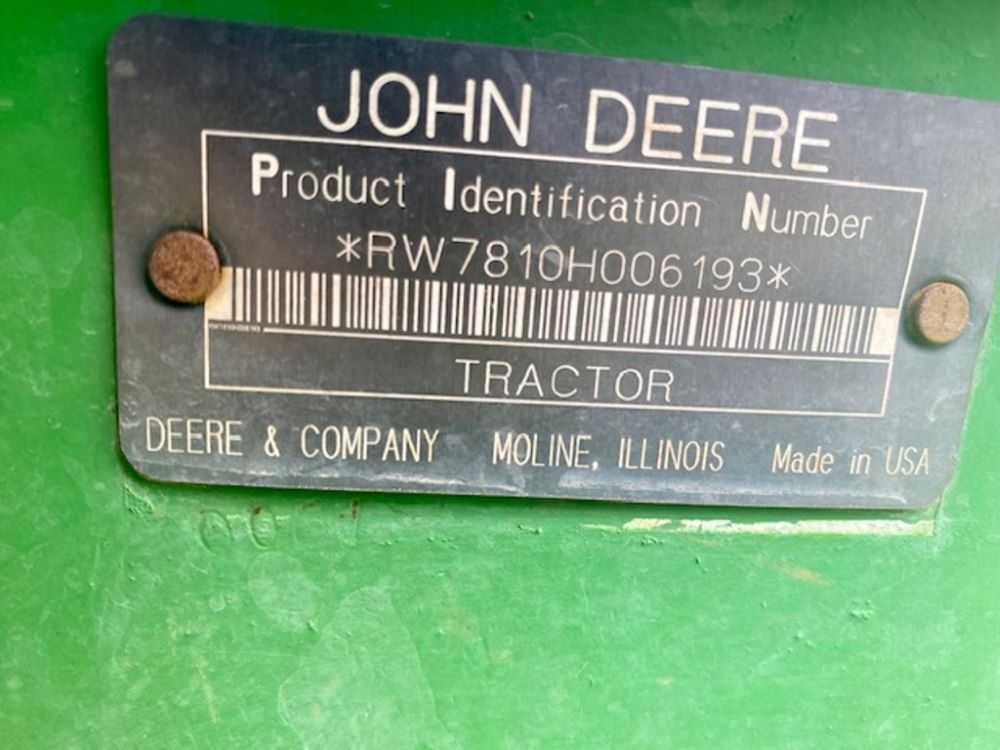 JOHN DEERE
Product Identification Number
*RW7810H006193*
TRACTOR
DEERE & COMPANY MOLINE, ILLINOIS Made in USA